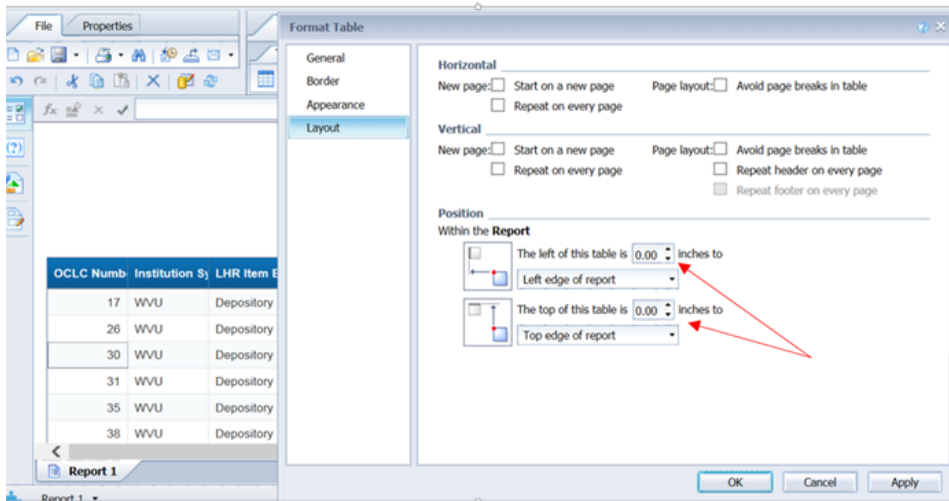 File Properties
Format Table
General
Border
Appearance
Layout
Horizontal
New page: Start on a new page Page layout: Avoid page breaks in table
Repeat on every page
Vertical
New page: Start on a new page Page layout: Avoid page breaks in table
Repeat on every page Repeat header on every page
Repeat footer on every page
Position
Within the Report
The left of this table is 0.00 inches to
Left edge of report
The top of this table is 0.00 inches to
Top edge of report
OCLC Numb Institution Sy LHR Item E
17 WVU Depository
26 WVU Depository
30 WVU Depository
31 WVU Depository
35 WVU Depository
38 WVU Depository
Report 1
Report 1
OK Cancel Apply